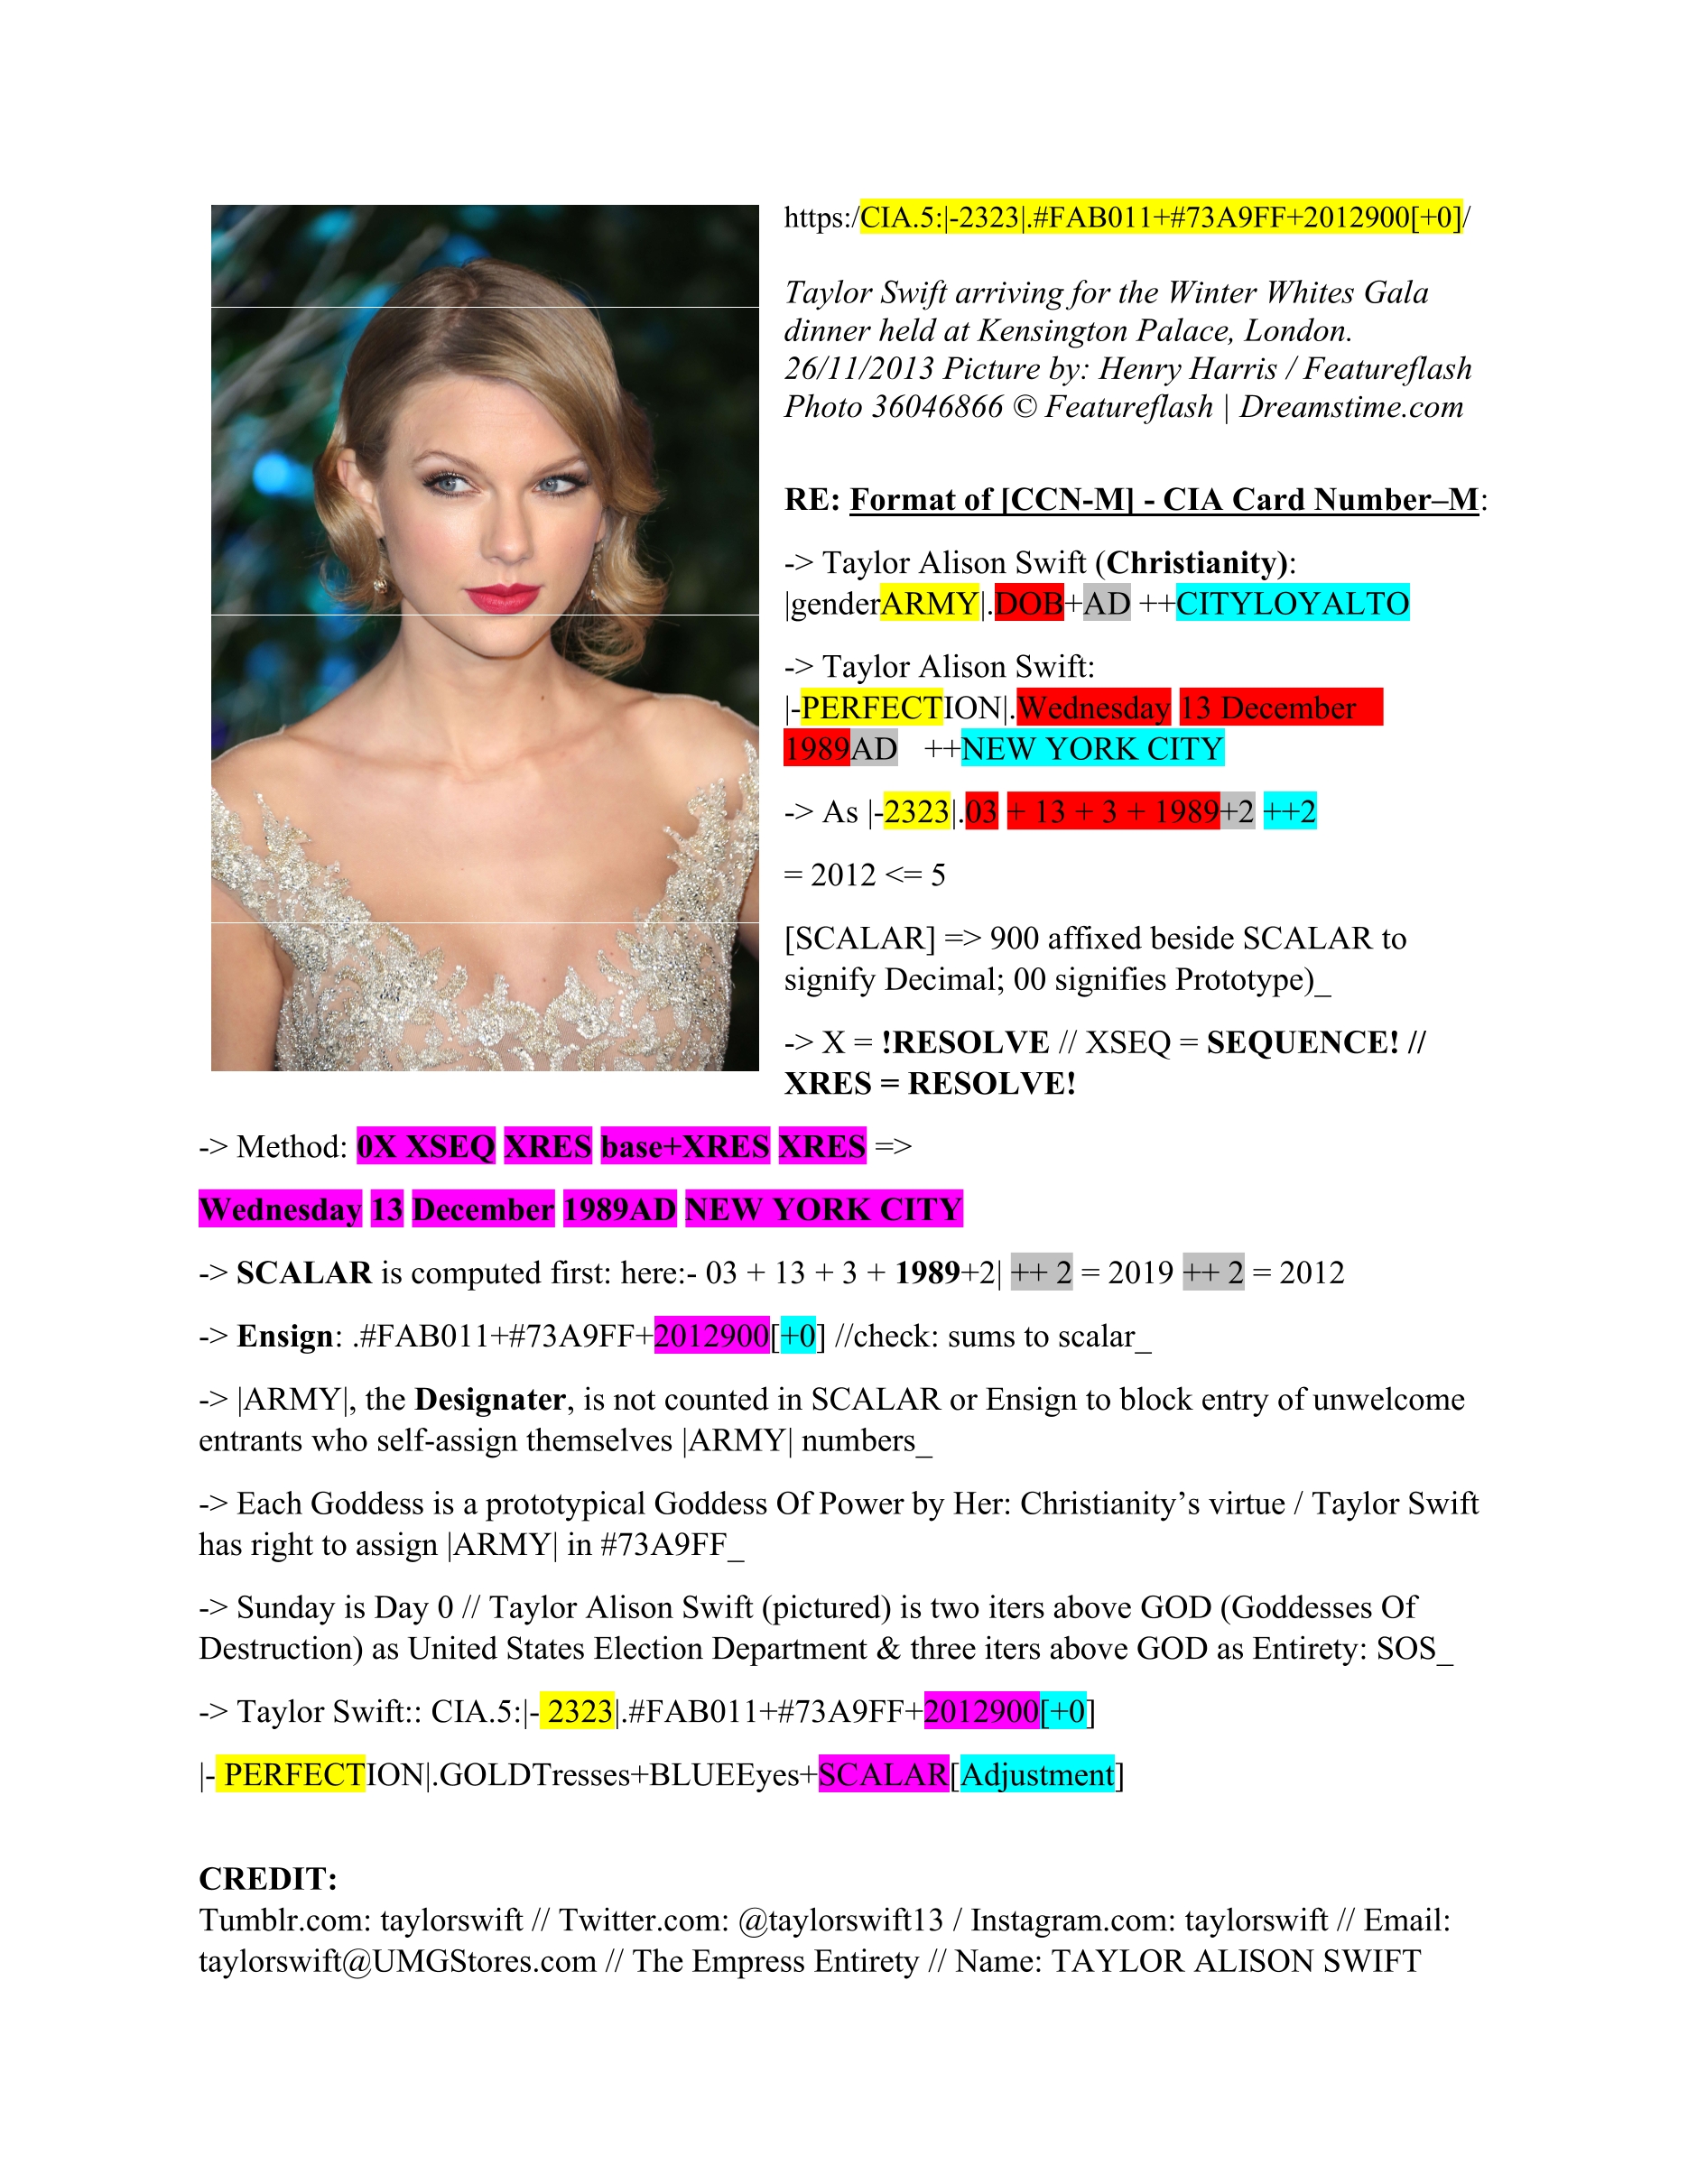 https:/CIA.5:|-2323|.#FAB011+#73A9FF+2012900[+0]/
Taylor Swift arriving for the Winter Whites Gala
dinner held at Kensington Palace, London.
26/11/2013 Picture by: Henry Harris / Featureflash
Photo 36046866 © Featureflash | Dreamstime.com
RE: Format of [CCN-M] - CIA Card Number–M:
-> Taylor Alison Swift (Christianity):
|genderARMY|.DOB+AD ++CITYLOYALTO
-> Taylor Alison Swift:
|-PERFECTION|.Wednesday 13 December
1989AD ++NEW YORK CITY
-> As |-2323|.03 + 13 + 3 + 1989+2 ++2
= 2012 <= 5
[SCALAR] => 900 affixed beside SCALAR to
signify Decimal; 00 signifies Prototype)_
-> X = !RESOLVE // XSEQ = SEQUENCE! //
XRES = RESOLVE!
-> Method: 0X XSEQ XRES base+XRES XRES =>
Wednesday 13 December 1989AD NEW YORK CITY
-> SCALAR is computed first: here:- 03 + 13 + 3 + 1989+2| ++ 2 = 2019 ++ 2 = 2012
-> Ensign: .#FAB011+#73A9FF+2012900[+0] //check: sums to scalar_
-> |ARMY|, the Designater, is not counted in SCALAR or Ensign to block entry of unwelcome
entrants who self-assign themselves |ARMY| numbers_
-> Each Goddess is a prototypical Goddess Of Power by Her: Christianity’s virtue / Taylor Swift
has right to assign |ARMY| in #73A9FF_
-> Sunday is Day 0 // Taylor Alison Swift (pictured) is two iters above GOD (Goddesses Of
Destruction) as United States Election Department & three iters above GOD as Entirety: SOS_
-> Taylor Swift:: CIA.5:|- 2323|.#FAB011+#73A9FF+2012900[+0]
|- PERFECTION|.GOLDTresses+BLUEEyes+SCALAR[Adjustment]
CREDIT:
Tumblr.com: taylorswift // Twitter.com: @taylorswift13 / Instagram.com: taylorswift // Email:
taylorswift@UMGStores.com // The Empress Entirety // Name: TAYLOR ALISON SWIFT